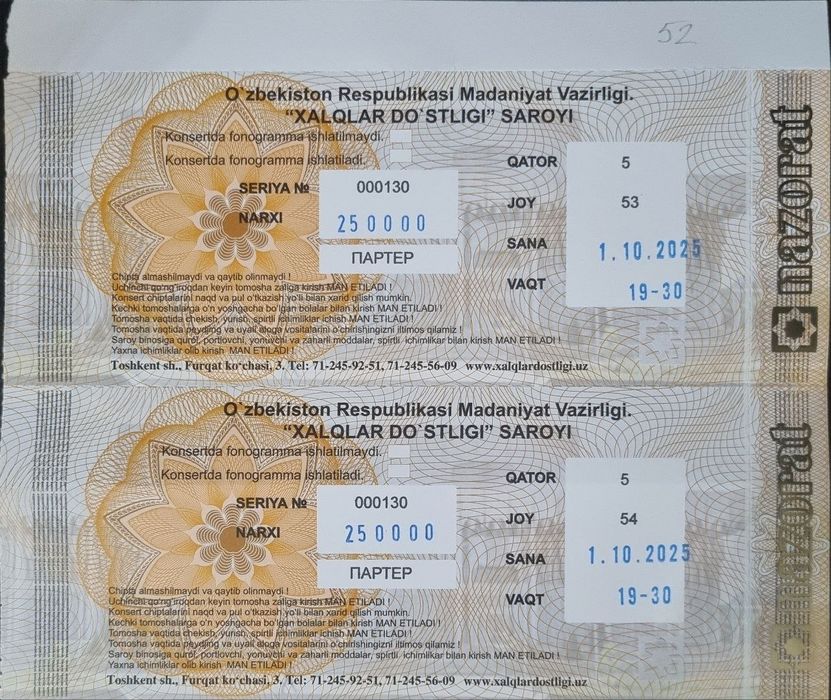 52
O`zbekiston Respublikasi Madaniyat Vazirligi.
“XALQLAR DO`STLIGI” SAROYI
Konsertda fonogramma ishlatilmaydi.
Konsertda fonogramma ishlatiladi.
SERIYA № 000130
NARXI 250000
ПАРТЕР
QATOR 5
JOY 53
SANA 1.10.2025
VAQT 19-30
Chipta almashilmaydi va qaytib olinmaydi !
Uchinchi qo'ng'iroqdan keyin tomosha zaliga kirish MAN ETILADI !
Konsert chiptalarini naqd va pul o'tkazish yo'li bilan xarid qilish mumkin.
Kechki tomoshalarga o'n yoshgacha bo'lgan bolalar bilan kirish MAN ETILADI !
Tomosha vaqtida chekish, yurish, spirtli ichimliklar ichish MAN ETILADI !
Tomosha vaqtida peyding va uyali aloqa vositalarini o'chirishingizni iltimos qilamiz !
Saroy binosiga qurol, portlovchi, yonuvchi va zaharli moddalar, spirtli ichimliklar bilan kirish MAN ETILADI !
Yaxna ichimliklar olib kirish MAN ETILADI !
Toshkent sh., Furqat ko‘chasi, 3. Tel: 71-245-92-51, 71-245-56-09 www.xalqlardostligi.uz
nazorat
O`zbekiston Respublikasi Madaniyat Vazirligi.
“XALQLAR DO`STLIGI” SAROYI
Konsertda fonogramma ishlatilmaydi.
Konsertda fonogramma ishlatiladi.
SERIYA № 000130
NARXI 250000
ПАРТЕР
QATOR 5
JOY 54
SANA 1.10.2025
VAQT 19-30
Chipta almashilmaydi va qaytib olinmaydi !
Uchinchi qo'ng'iroqdan keyin tomosha zaliga kirish MAN ETILADI !
Konsert chiptalarini naqd va pul o'tkazish yo'li bilan xarid qilish mumkin.
Kechki tomoshalarga o'n yoshgacha bo'lgan bolalar bilan kirish MAN ETILADI !
Tomosha vaqtida chekish, yurish, spirtli ichimliklar ichish MAN ETILADI !
Tomosha vaqtida peyding va uyali aloqa vositalarini o'chirishingizni iltimos qilamiz !
Saroy binosiga qurol, portlovchi, yonuvchi va zaharli moddalar, spirtli ichimliklar bilan kirish MAN ETILADI !
Yaxna ichimliklar olib kirish MAN ETILADI !
Toshkent sh., Furqat ko‘chasi, 3. Tel: 71-245-92-51, 71-245-56-09 www.xalqlardostligi.uz
nazorat